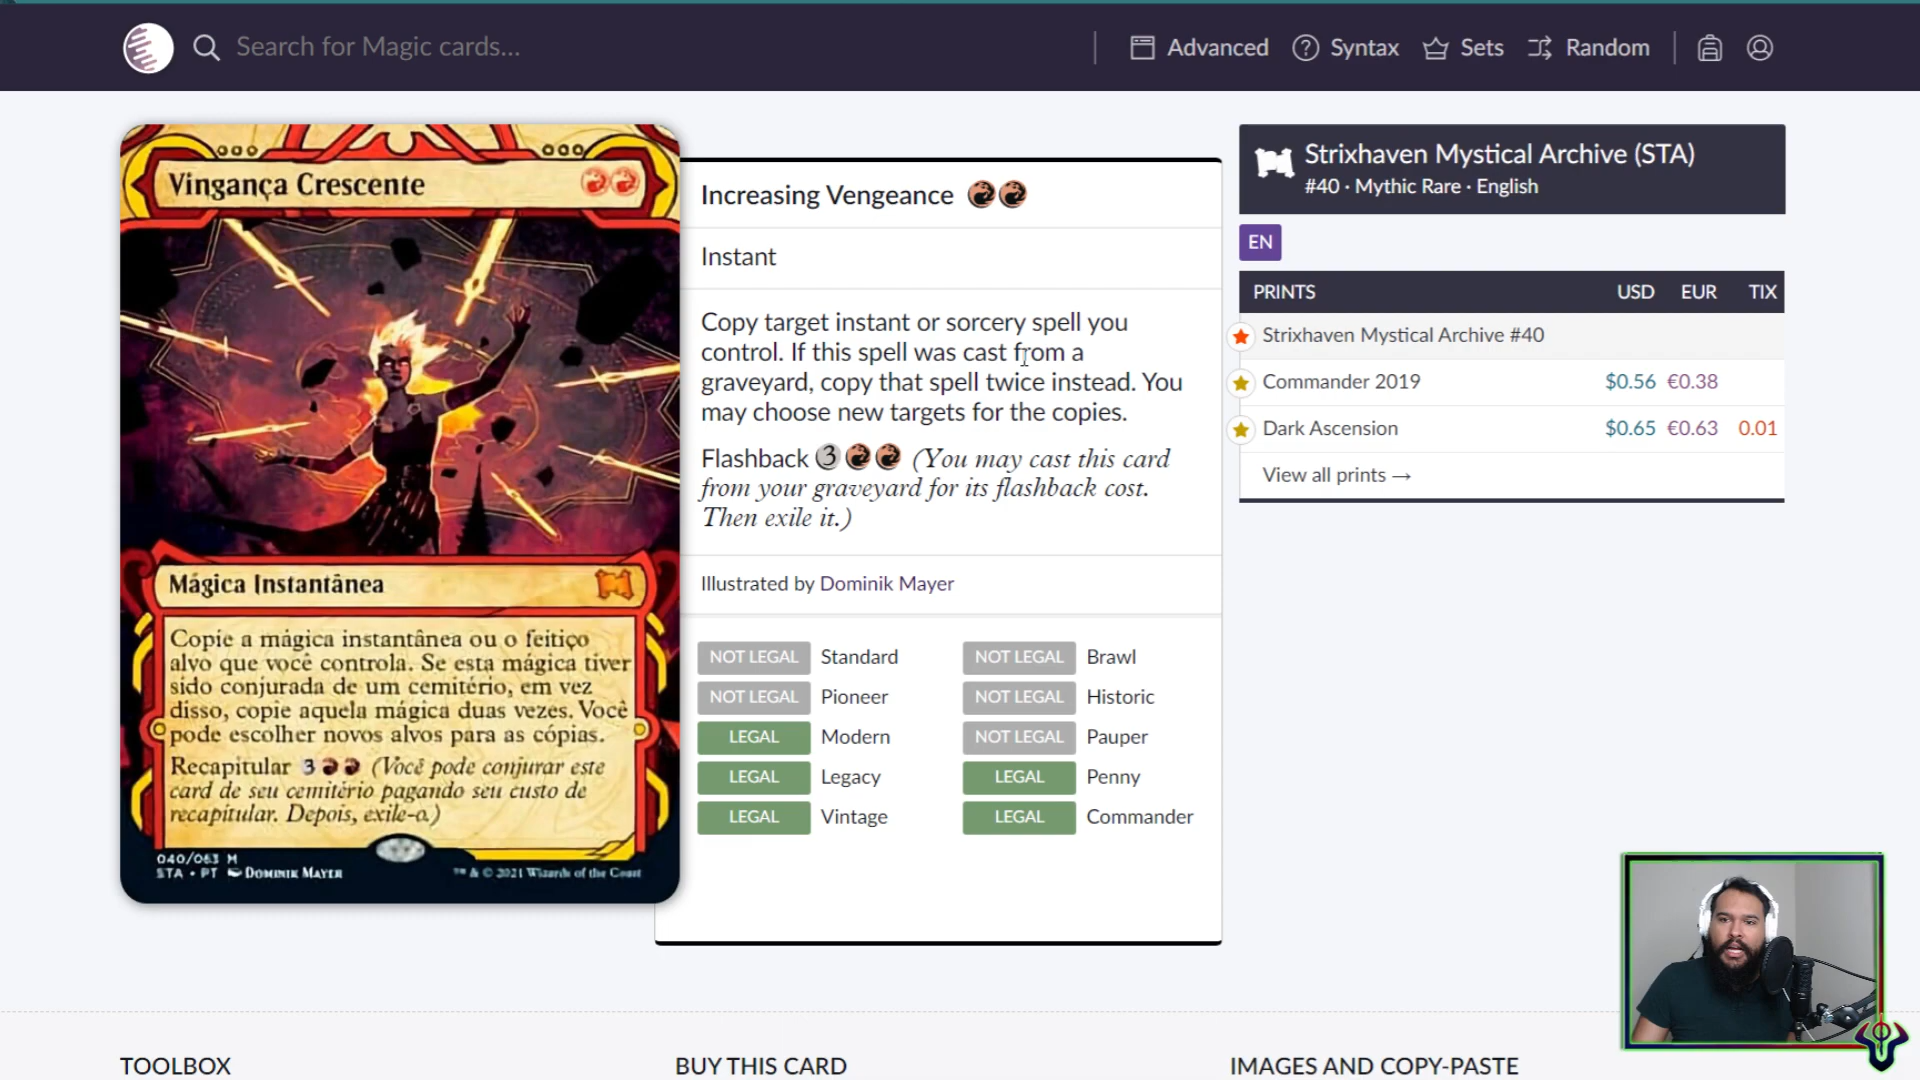 Search for Magic cards...
Advanced
Syntax
Sets
Random
Vingança Crescente
Mágica Instantânea
Copie a mágica instantânea ou o feitiço
alvo que você controla. Se esta mágica tiver
sido conjurada de um cemitério, em vez
disso, copie aquela mágica duas vezes. Você
pode escolher novos alvos para as cópias.
Recapitular 3 (Você pode conjurar este
card de seu cemitério pagando seu custo de
recapitular. Depois, exile-o.)
040/063 M
STA • PT DOMINIK MAYER
™ & © 2021 Wizards of the Coast
Increasing Vengeance
Instant
Copy target instant or sorcery spell you
control. If this spell was cast from a
graveyard, copy that spell twice instead. You
may choose new targets for the copies.
Flashback 3 (You may cast this card
from your graveyard for its flashback cost.
Then exile it.)
Illustrated by Dominik Mayer
NOT LEGAL Standard NOT LEGAL Brawl
NOT LEGAL Pioneer NOT LEGAL Historic
LEGAL Modern NOT LEGAL Pauper
LEGAL Legacy LEGAL Penny
LEGAL Vintage LEGAL Commander
Strixhaven Mystical Archive (STA)
#40 · Mythic Rare · English
EN
PRINTS USD EUR TIX
Strixhaven Mystical Archive #40
Commander 2019 $0.56 €0.38
Dark Ascension $0.65 €0.63 0.01
View all prints →
TOOLBOX
BUY THIS CARD
IMAGES AND COPY-PASTE